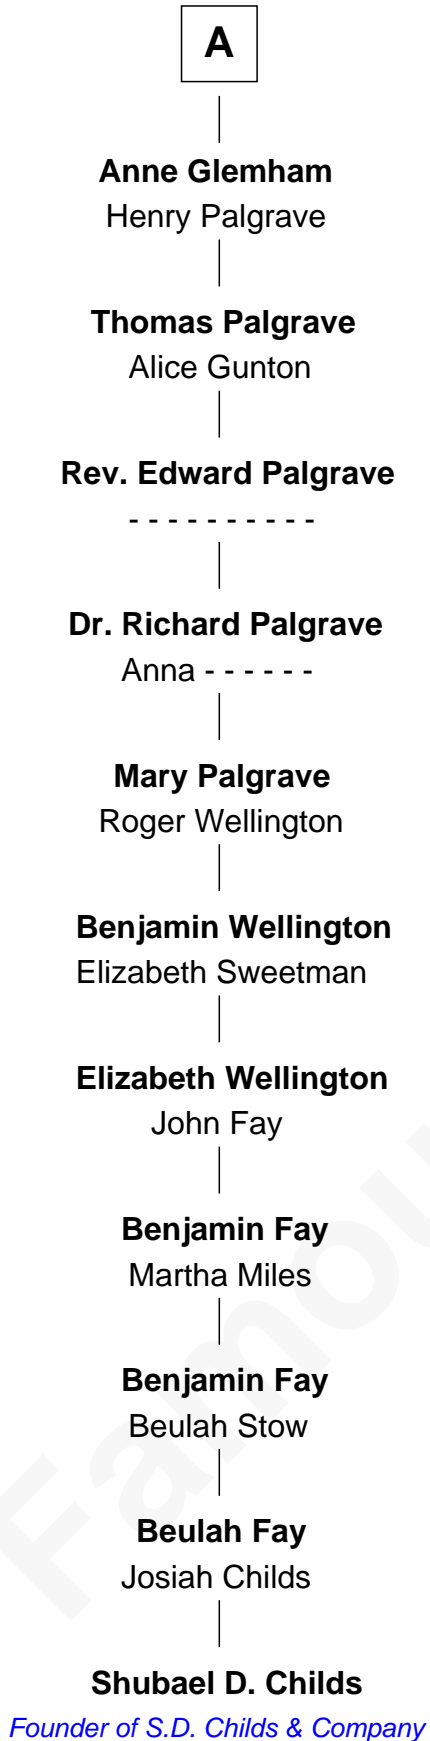 A
Anne Glemham
Henry Palgrave
Thomas Palgrave
Alice Gunton
Rev. Edward Palgrave
- - - - - - - - - -
Dr. Richard Palgrave
Anna - - - - - -
Mary Palgrave
Roger Wellington
Benjamin Wellington
Elizabeth Sweetman
Elizabeth Wellington
John Fay
Benjamin Fay
Martha Miles
Benjamin Fay
Beulah Stow
Beulah Fay
Josiah Childs
Shubael D. Childs
Founder of S.D. Childs & Company
Famou